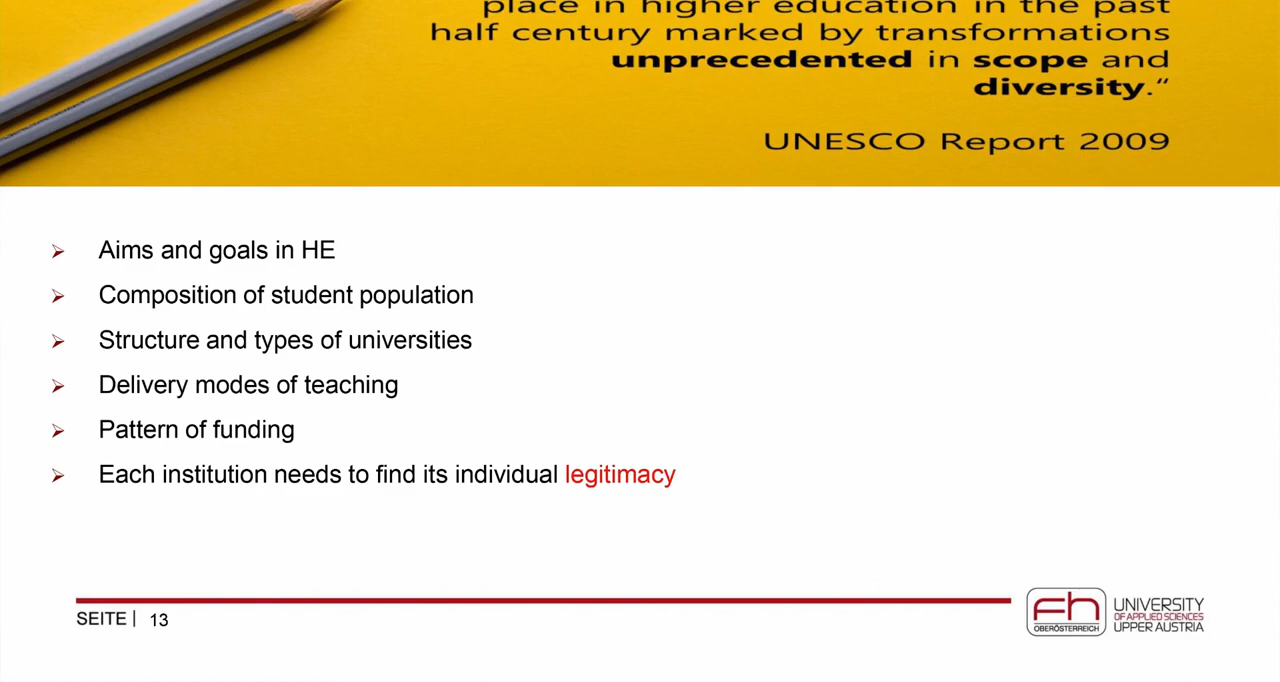 place in higher education in the past
half century marked by transformations
unprecedented in scope and
diversity.“
UNESCO Report 2009
Aims and goals in HE
Composition of student population
Structure and types of universities
Delivery modes of teaching
Pattern of funding
Each institution needs to find its individual legitimacy
SEITE | 13
fh
OBERÖSTERREICH
UNIVERSITY
OF APPLIED SCIENCES
UPPER AUSTRIA